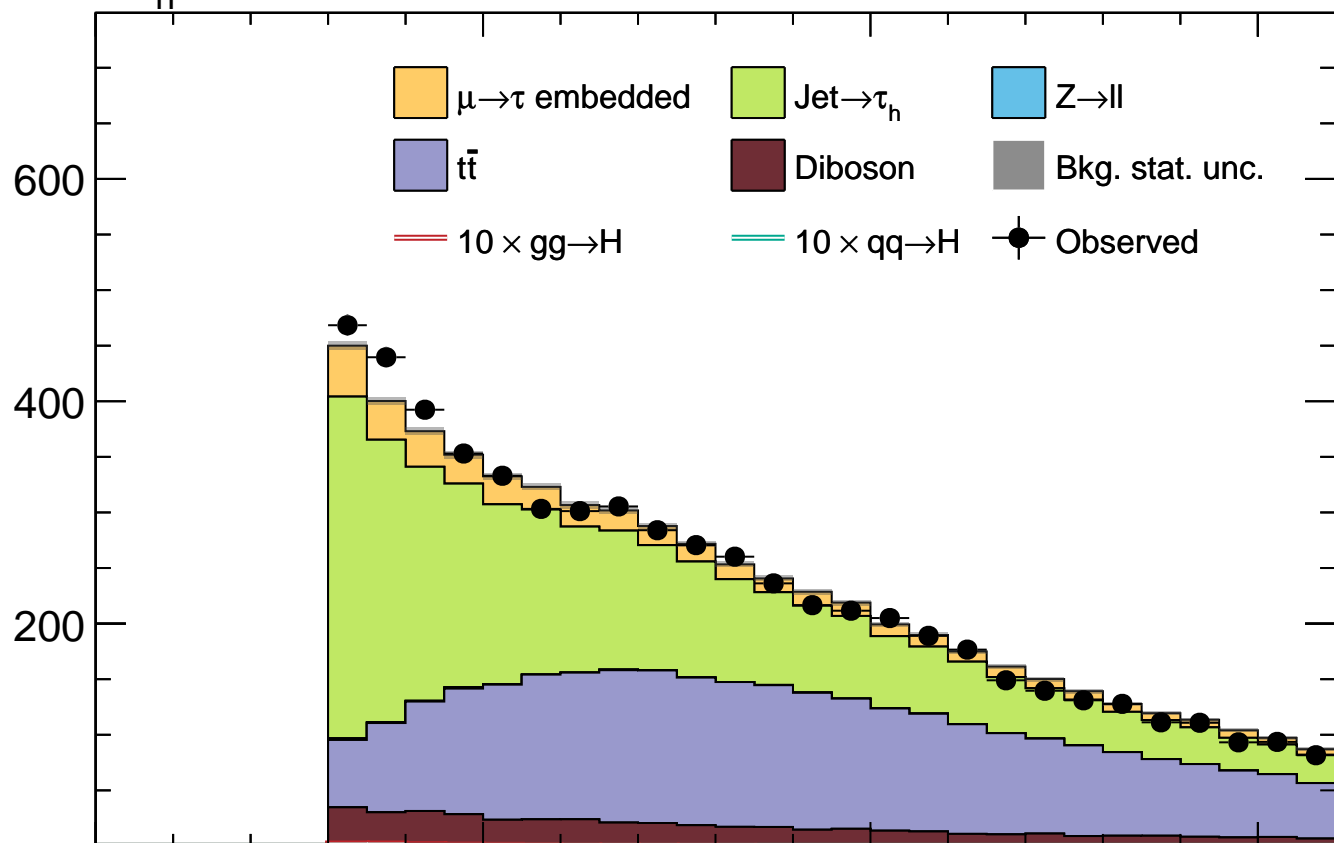 μ→τ embedded Jet→τh Z→ll
600 tt̄ Diboson Bkg. stat. unc.
10 × gg→H 10 × qq→H Observed
400
200